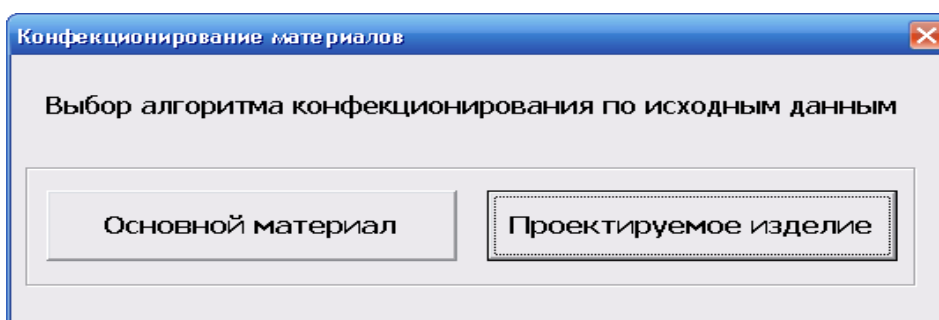 Конфекционирование материалов
Выбор алгоритма конфекционирования по исходным данным
Основной материал
Проектируемое изделие